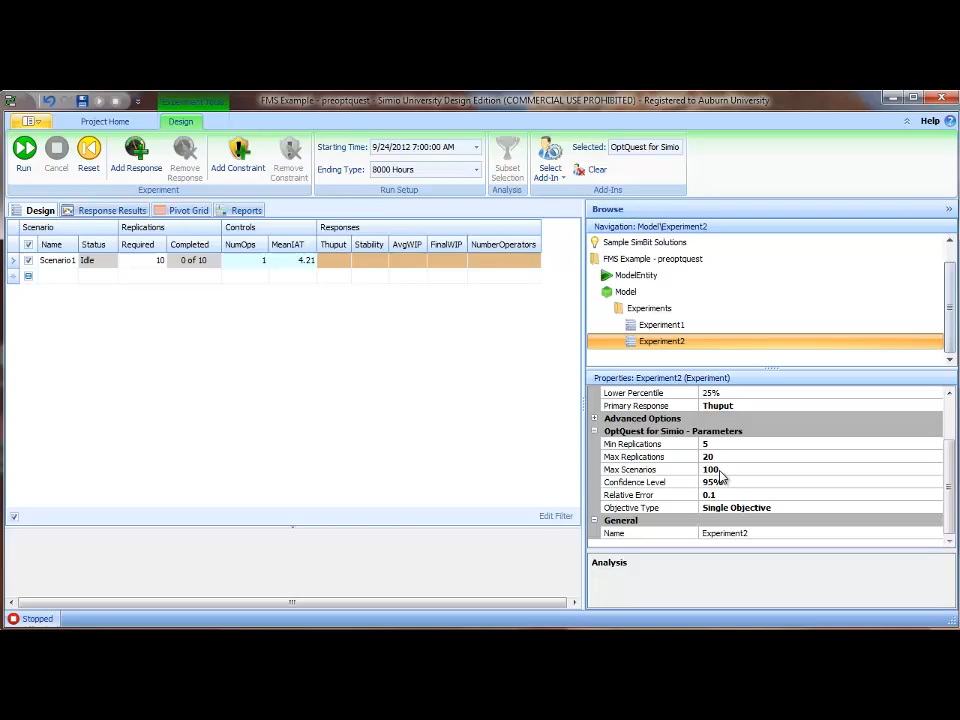 Experiment Tools
FMS Example - preoptquest - Simio University Design Edition (COMMERCIAL USE PROHIBITED) - Registered to Auburn University
Project Home
Design
Help
Run
Cancel
Reset
Add Response
Remove Response
Add Constraint
Remove Constraint
Experiment
Starting Time: 9/24/2012 7:00:00 AM
Ending Type: 8000 Hours
Run Setup
Subset Selection
Analysis
Select Add-In
Selected: OptQuest for Simio
Clear
Add-Ins
Design
Response Results
Pivot Grid
Reports
Scenario Replications Controls Responses
Name Status Required Completed NumOps MeanIAT Thuput Stability AvgWIP FinalWIP NumberOperators
Scenario1 Idle 10 0 of 10 1 4.21
Edit Filter
Stopped
Browse
Navigation: Model\Experiment2
Sample SimBit Solutions
FMS Example - preoptquest
ModelEntity
Model
Experiments
Experiment1
Experiment2
Properties: Experiment2 (Experiment)
Lower Percentile 25%
Primary Response Thuput
Advanced Options
OptQuest for Simio - Parameters
Min Replications 5
Max Replications 20
Max Scenarios 100
Confidence Level 95%
Relative Error 0.1
Objective Type Single Objective
General
Name Experiment2
Analysis